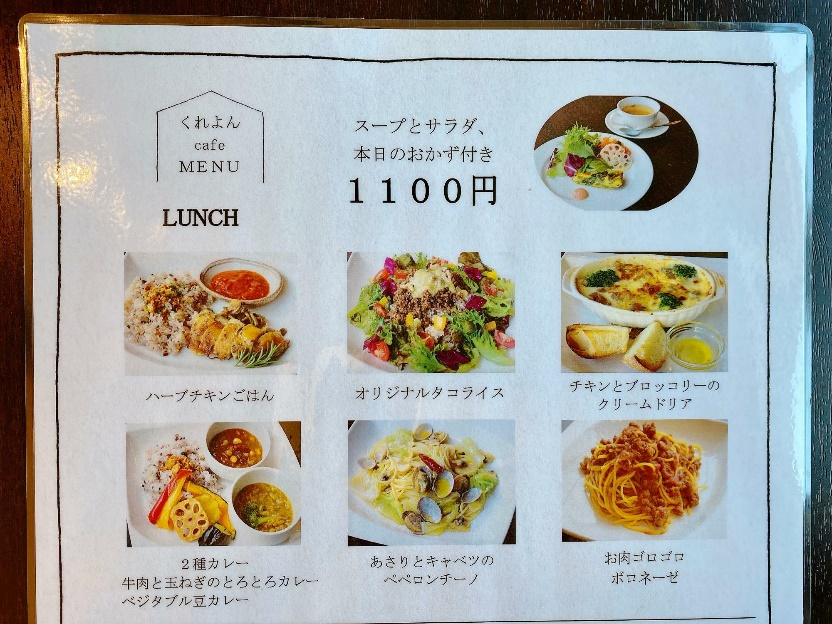 くれよん
cafe
MENU
LUNCH
スープとサラダ、
本日のおかず付き
１１００円
ハーブチキンごはん
オリジナルタコライス
チキンとブロッコリーの
クリームドリア
２種カレー
牛肉と玉ねぎのとろとろカレー
ベジタブル豆カレー
あさりとキャベツの
ペペロンチーノ
お肉ゴロゴロ
ボロネーゼ